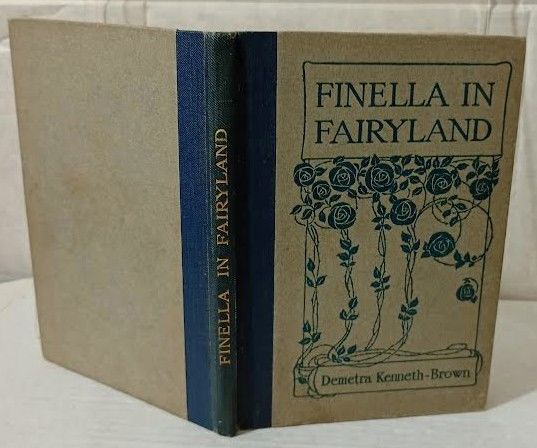 FINELLA IN FAIRYLAND
FINELLA IN
FAIRYLAND
Demetra Kenneth-Brown